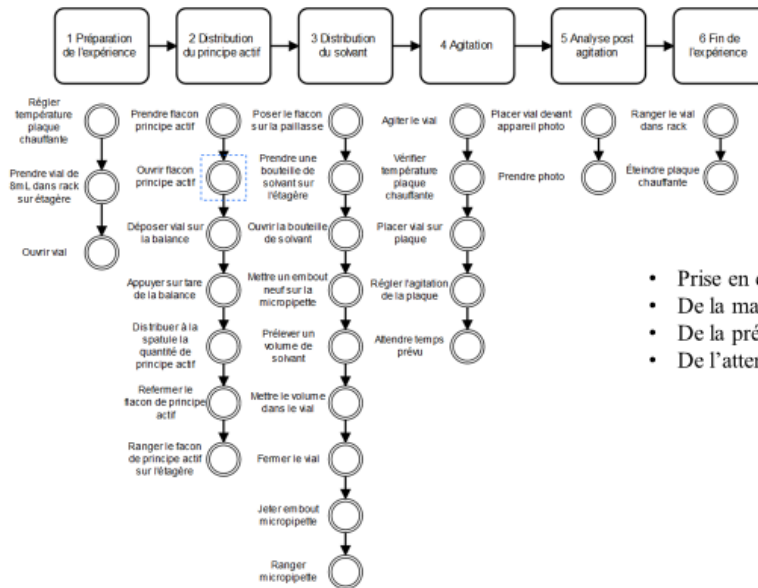 1 Préparation
de l'expérience
2 Distribution
du principe actif
3 Distribution
du solvant
4 Agitation
5 Analyse post
agitation
6 Fin de
l'expérience
Régler
température
plaque
chauffante
Prendre vial de
8mL dans rack
sur étagère
Ouvrir vial
Prendre flacon
principe actif
Ouvrir flacon
principe actif
Déposer vial sur
la balance
Appuyer sur tare
de la balance
Distribuer à la
spatule la
quantité de
principe actif
Refermer le
flacon de principe
actif
Ranger le facon
de principe actif
sur l'étagère
Poser le flacon
sur la paillasse
Prendre une
bouteille de
solvant sur
l'étagère
Ouvrir la bouteille
de solvant
Mettre un embout
neuf sur la
micropipette
Prélever un
volume de
solvant
Mettre le volume
dans le vial
Fermer le vial
Jeter embout
micropipette
Ranger
micropipette
Agiter le vial
Vérifier
température
plaque
chauffante
Placer vial sur
plaque
Régler l'agitation
de la plaque
Attendre temps
prévu
Placer vial devant
appareil photo
Prendre photo
Ranger le vial
dans rack
Éteindre plaque
chauffante
• Prise en
• De la
• De la
• De